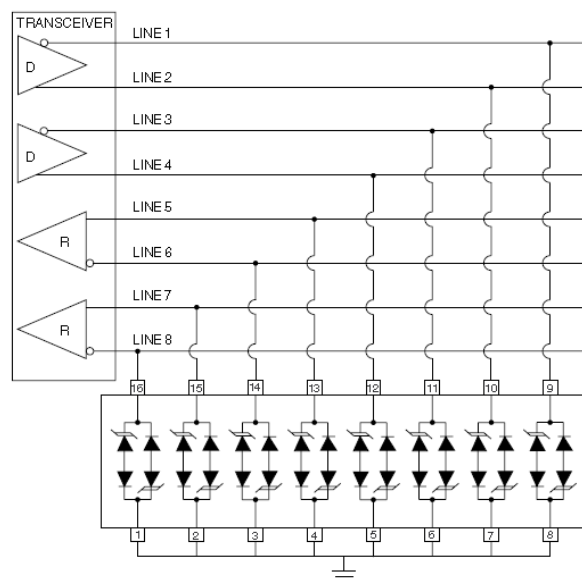 TRANSCEIVER
LINE 1
D
LINE 2
LINE 3
D
LINE 4
LINE 5
R
LINE 6
LINE 7
R
LINE 8
16 15 14 13 12 11 10 9
1 2 3 4 5 6 7 8